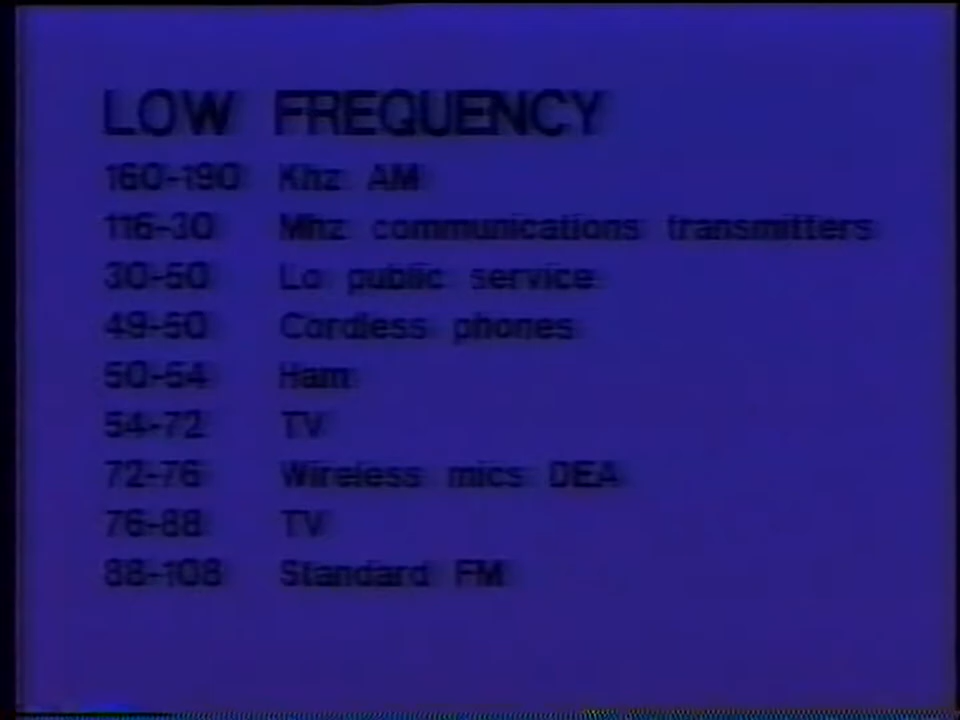 LOW FREQUENCY
160-190 Khz AM
116-30 Mhz communications transmitters
30-50 Lo public service
49-50 Cordless phones
50-54 Ham
54-72 TV
72-76 Wireless mics DEA
76-88 TV
88-108 Standard FM